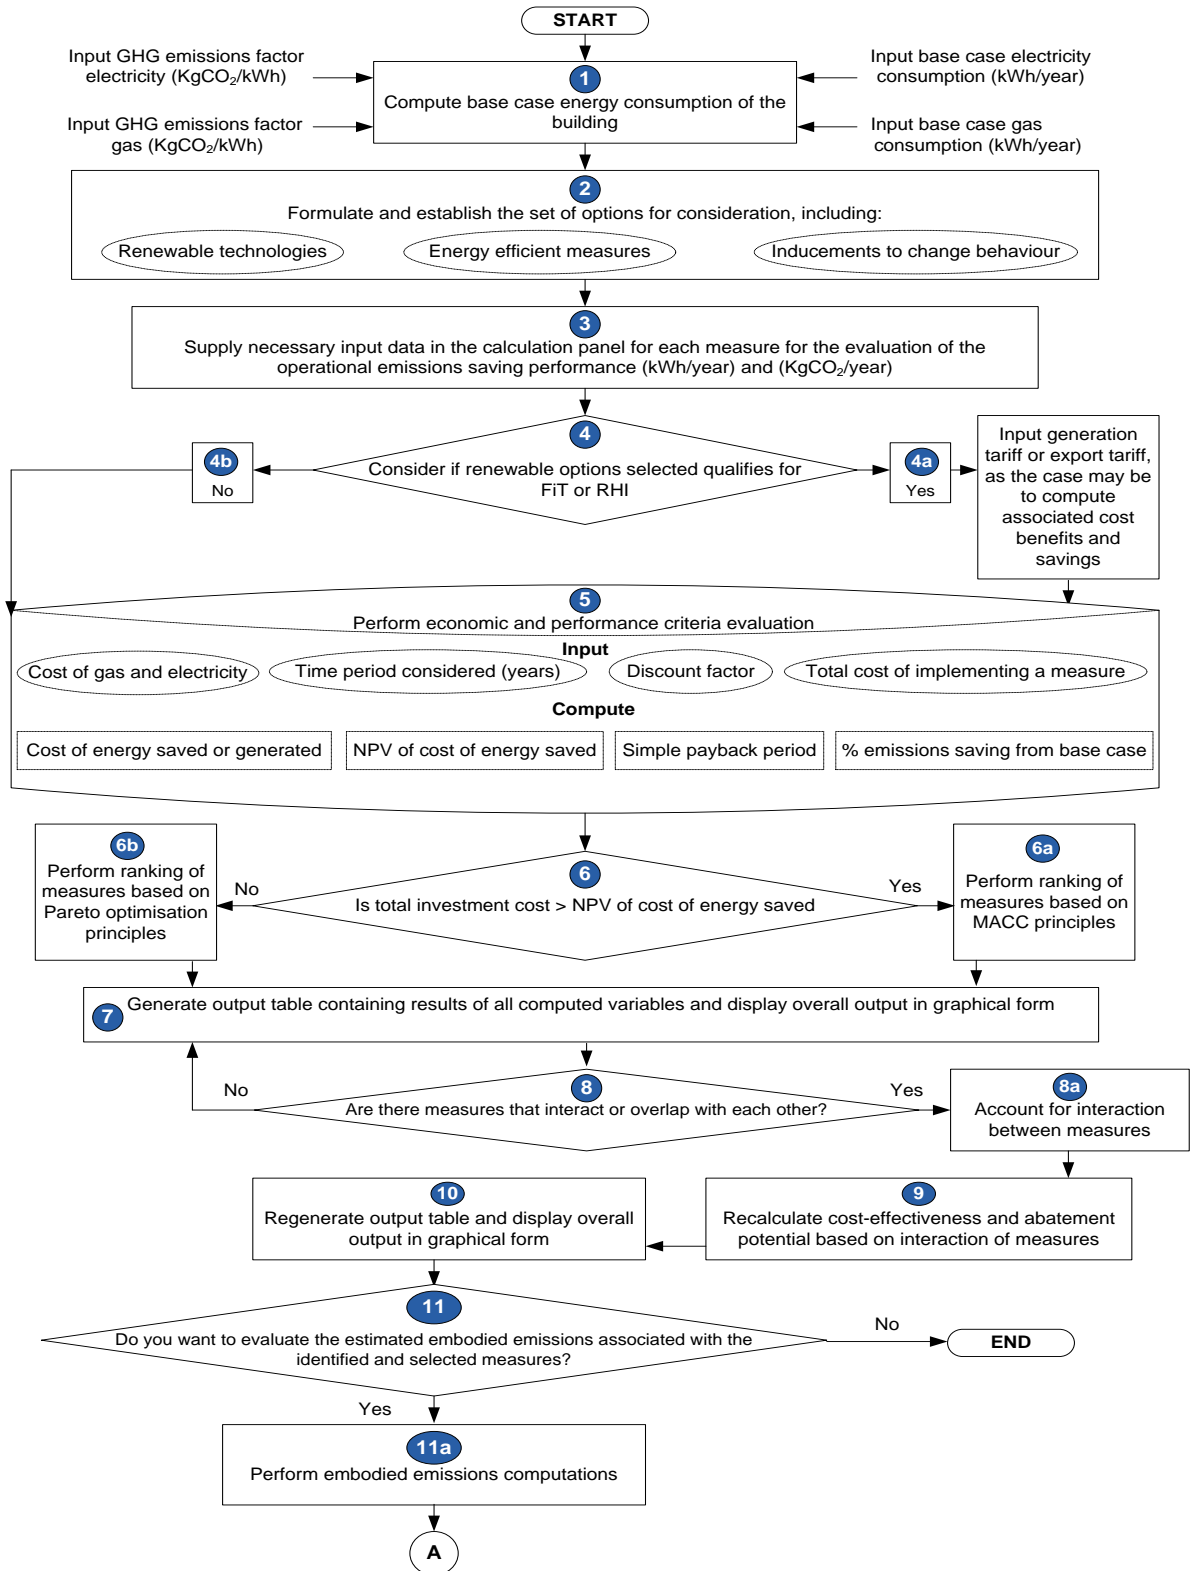 START
Input GHG emissions factor
electricity (KgCO₂/kWh)
Input base case electricity
consumption (kWh/year)
1
Compute base case energy consumption of the
building
Input GHG emissions factor
gas (KgCO₂/kWh)
Input base case gas
consumption (kWh/year)
2
Formulate and establish the set of options for consideration, including:
Renewable technologies
Energy efficient measures
Inducements to change behaviour
3
Supply necessary input data in the calculation panel for each measure for the evaluation of the
operational emissions saving performance (kWh/year) and (KgCO₂/year)
4
Consider if renewable options selected qualifies for
FiT or RHI
4b
No
4a
Yes
Input generation
tariff or export tariff,
as the case may be
to compute
associated cost
benefits and
savings
5
Perform economic and performance criteria evaluation
Input
Cost of gas and electricity
Time period considered (years)
Discount factor
Total cost of implementing a measure
Compute
Cost of energy saved or generated
NPV of cost of energy saved
Simple payback period
% emissions saving from base case
6b
Perform ranking of
measures based on
Pareto optimisation
principles
No
6
Is total investment cost > NPV of cost of energy saved
Yes
6a
Perform ranking of
measures based on
MACC principles
7
Generate output table containing results of all computed variables and display overall output in graphical form
No
8
Are there measures that interact or overlap with each other?
Yes
8a
Account for interaction
between measures
10
Regenerate output table and display overall
output in graphical form
9
Recalculate cost-effectiveness and abatement
potential based on interaction of measures
11
Do you want to evaluate the estimated embodied emissions associated with the
identified and selected measures?
No
END
Yes
11a
Perform embodied emissions computations
A